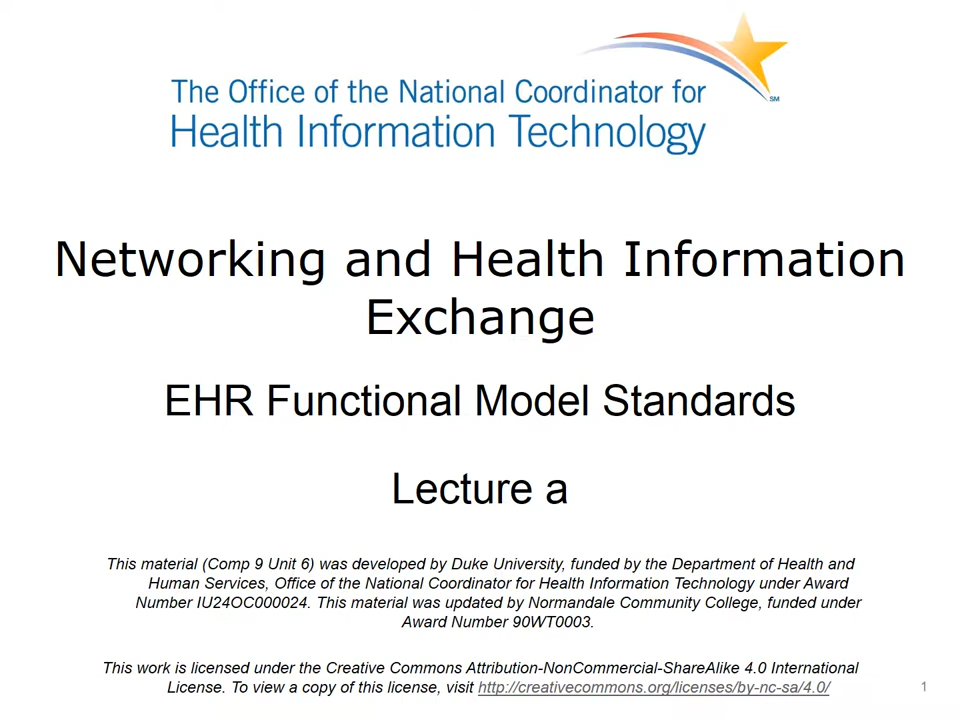 The Office of the National Coordinator for
Health Information Technology
SM
Networking and Health Information
Exchange
EHR Functional Model Standards
Lecture a
This material (Comp 9 Unit 6) was developed by Duke University, funded by the Department of Health and
Human Services, Office of the National Coordinator for Health Information Technology under Award
Number IU24OC000024. This material was updated by Normandale Community College, funded under
Award Number 90WT0003.
This work is licensed under the Creative Commons Attribution-NonCommercial-ShareAlike 4.0 International
License. To view a copy of this license, visit http://creativecommons.org/licenses/by-nc-sa/4.0/
1